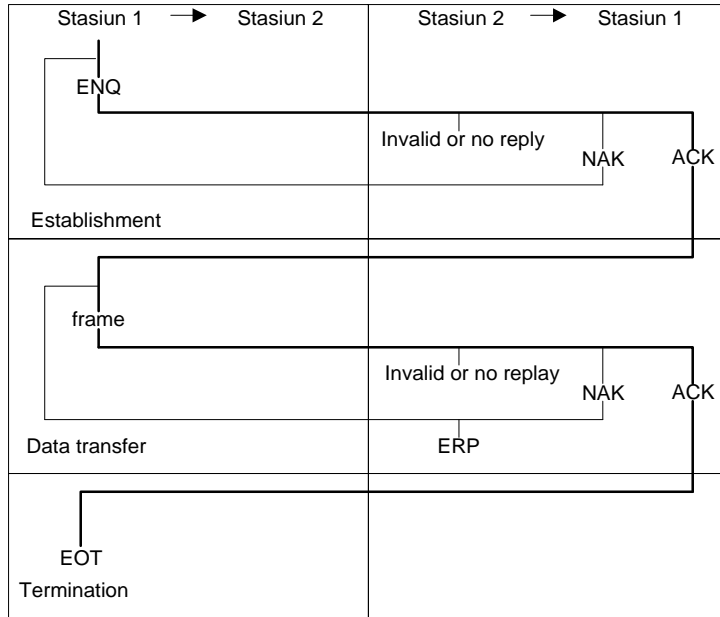 Stasiun 1 → Stasiun 2
Stasiun 2 → Stasiun 1
ENQ
Invalid or no reply
NAK
ACK
Establishment
frame
Invalid or no replay
NAK
ACK
Data transfer
ERP
EOT
Termination